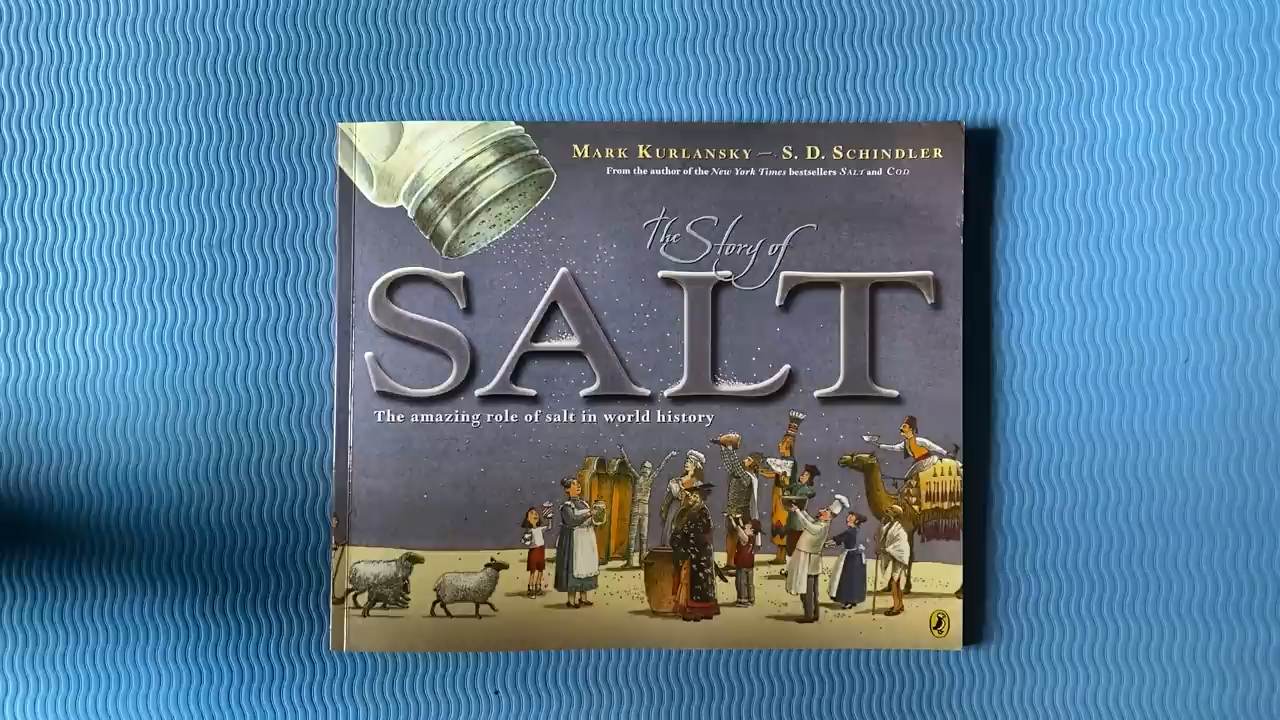 MARK KURLANSKY — S. D. SCHINDLER
From the author of the New York Times bestsellers SALT and COD
The Story of
SALT
The amazing role of salt in world history